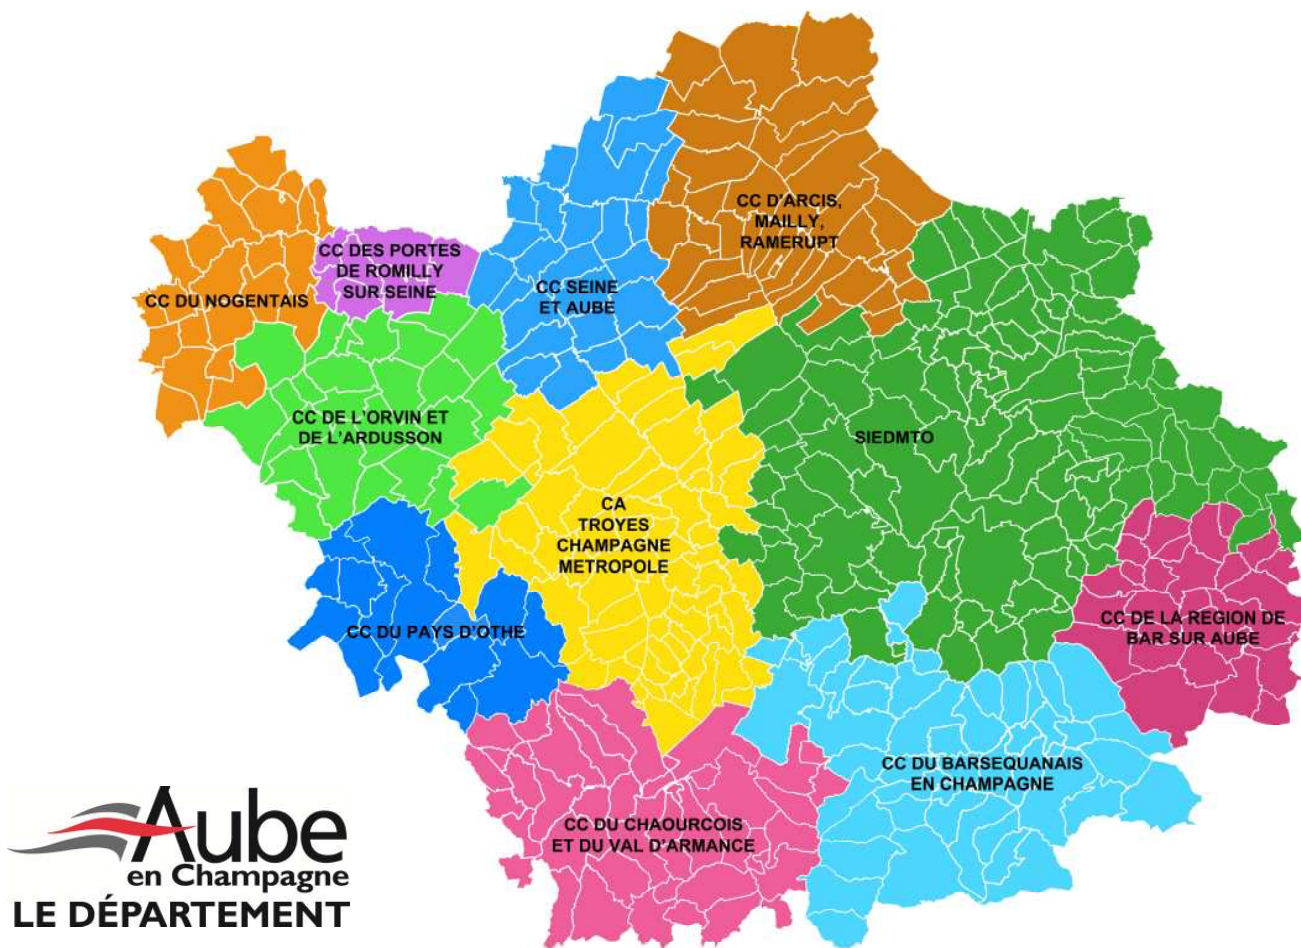 CC D'ARCIS,
MAILLY,
RAMERUPT
CC DES PORTES
DE ROMILLY
SUR SEINE
CC DU NOGENTAIS
CC SEINE
ET AUBE
CC DE L'ORVIN ET
DE L'ARDUSSON
SIEDMTO
CA
TROYES
CHAMPAGNE
METROPOLE
CC DU PAYS D'OTHE
CC DE LA REGION DE
BAR SUR AUBE
CC DU BARSEQUANAIS
EN CHAMPAGNE
CC DU CHAOURCOIS
ET DU VAL D'ARMANCE
Aube
en Champagne
LE DÉPARTEMENT